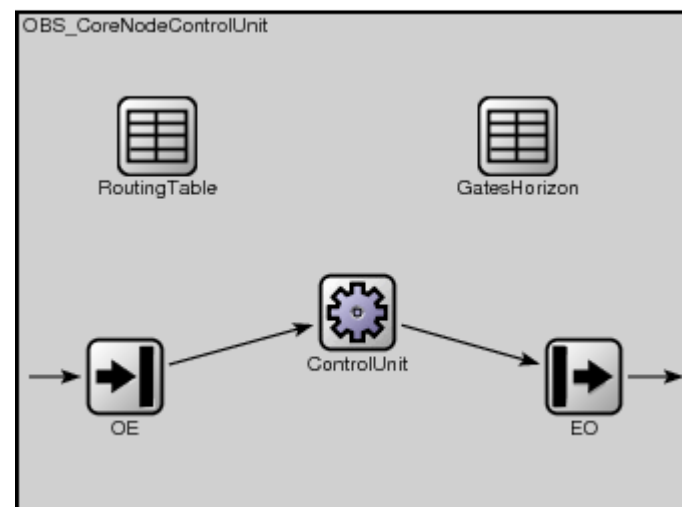 OBS_CoreNodeControlUnit
RoutingTable
GatesHorizon
ControlUnit
OE
EO